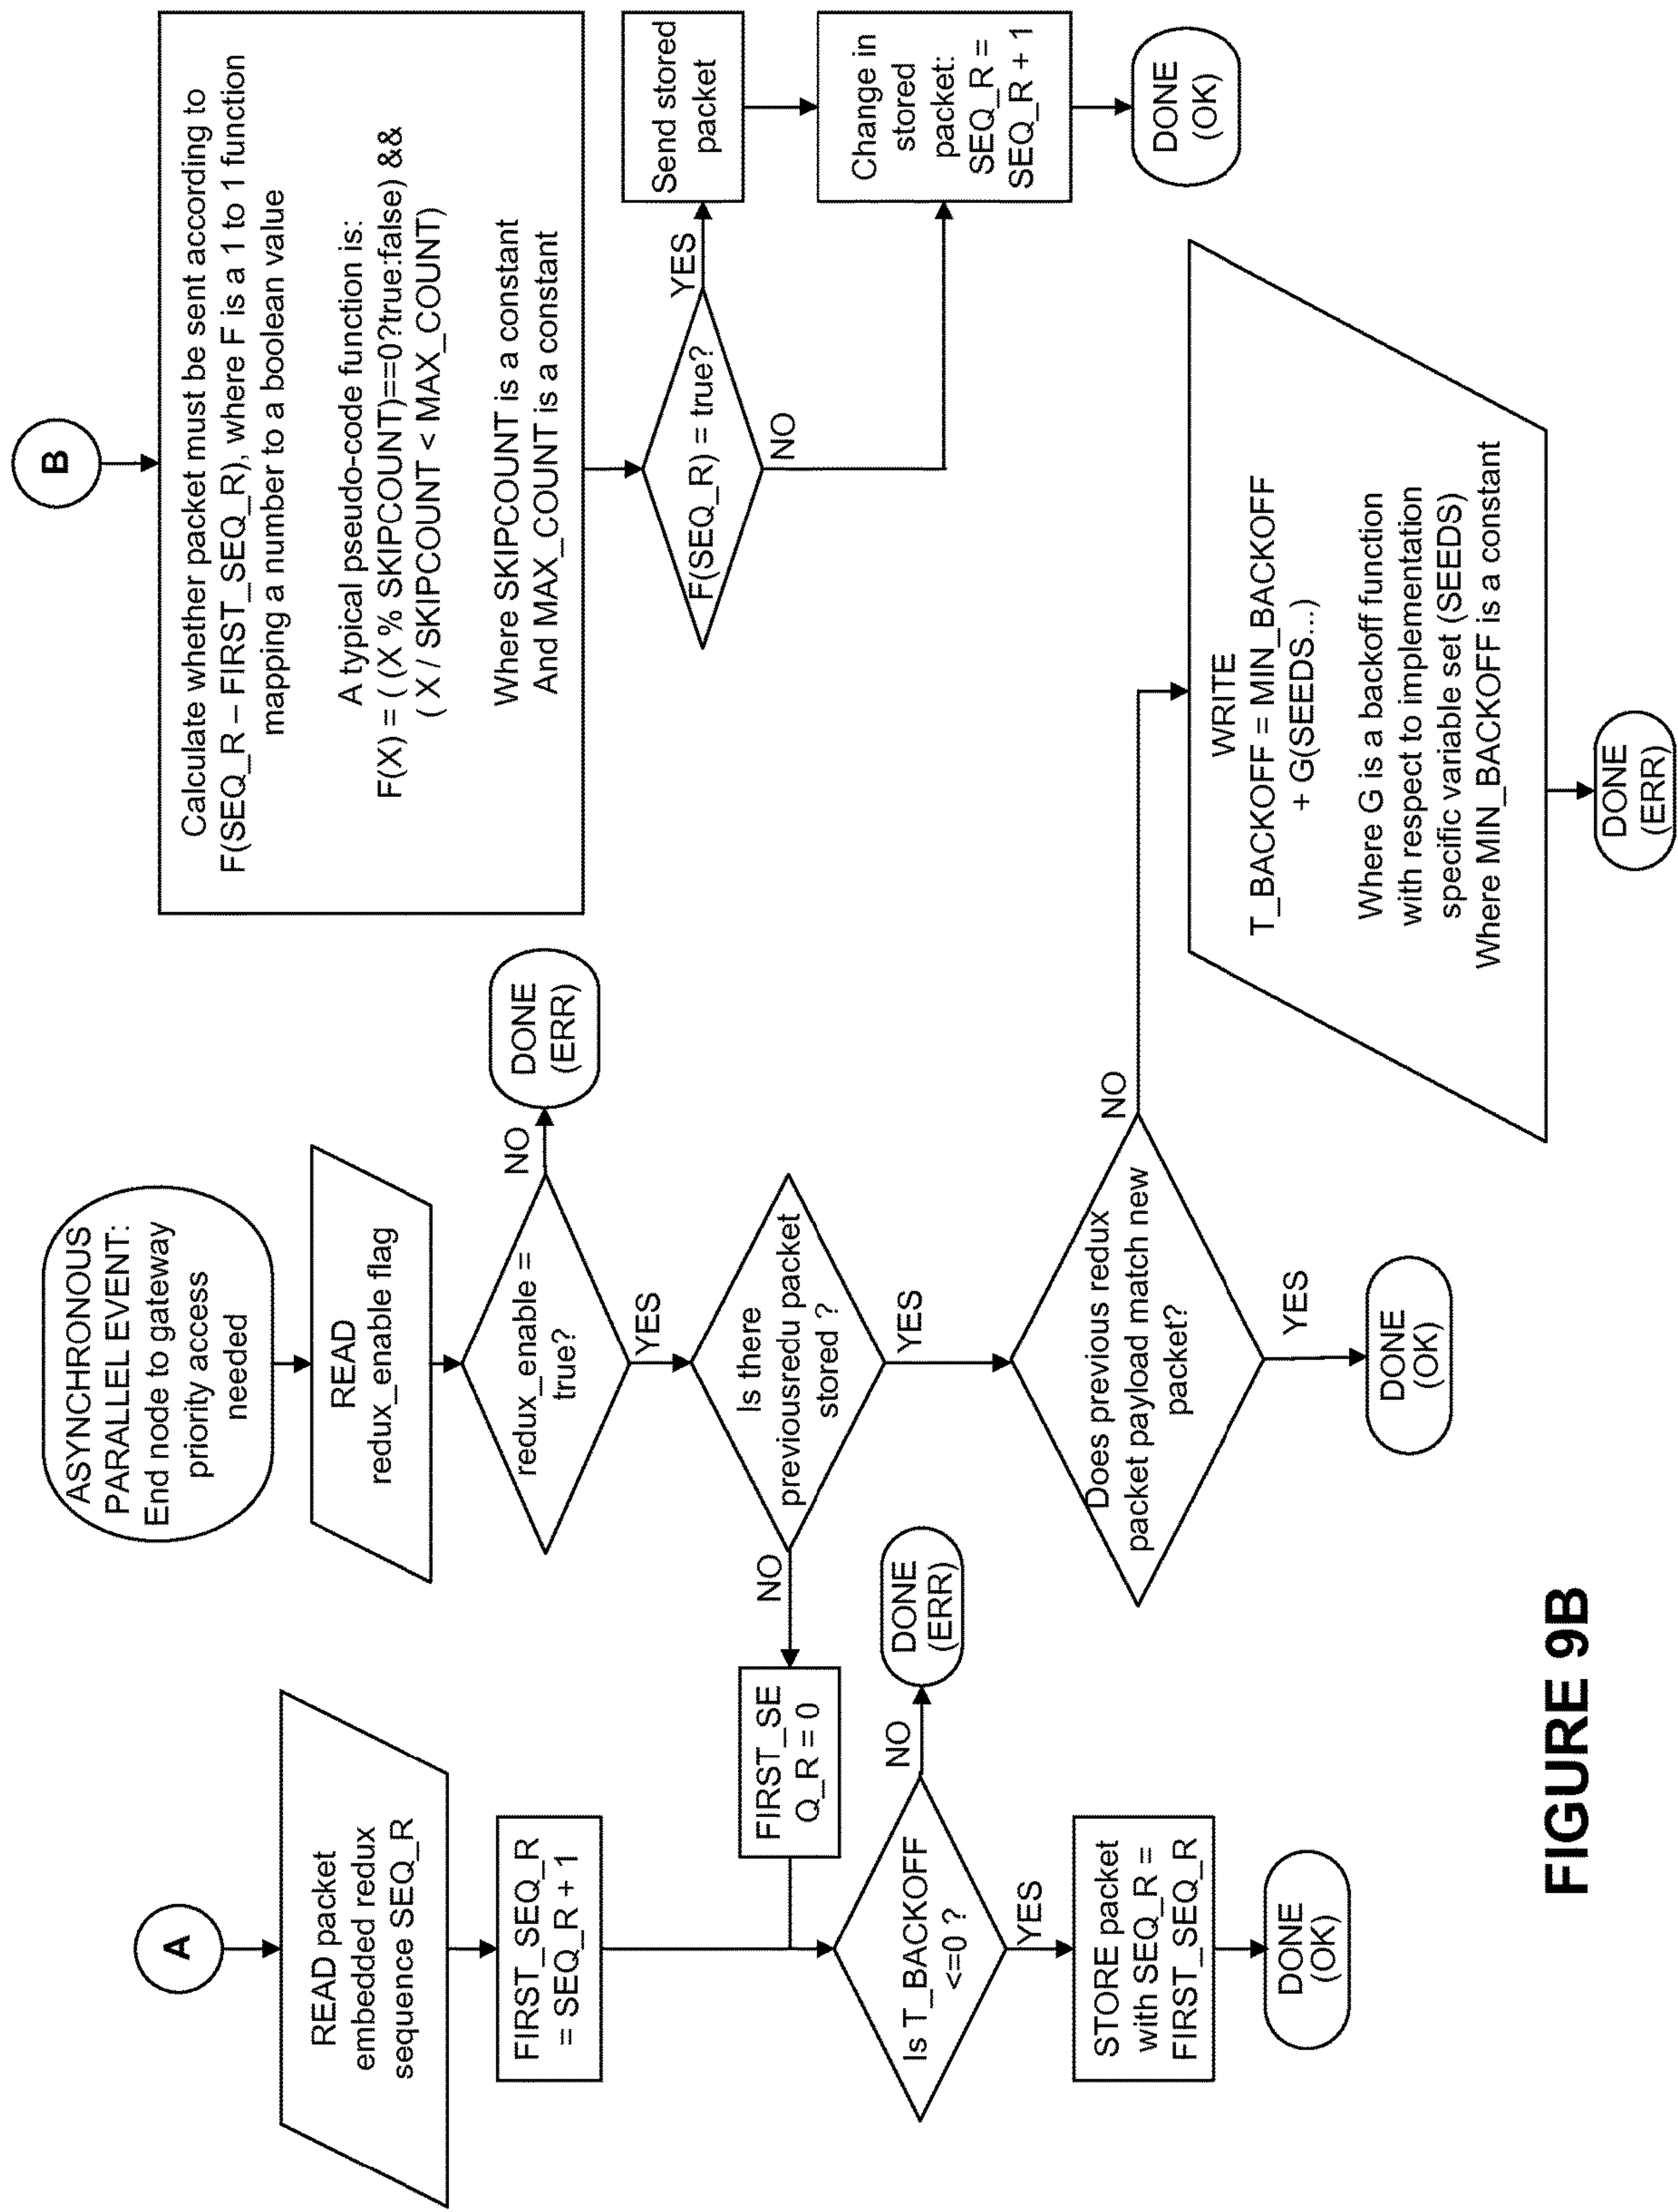 A
READ packet
embedded redux
sequence SEQ_R
FIRST_SEQ_R
= SEQ_R + 1
FIRST_SE
Q_R = 0
Is T_BACKOFF
<=0 ?
NO
DONE
(ERR)
YES
STORE packet
with SEQ_R =
FIRST_SEQ_R
DONE
(OK)
ASYNCHRONOUS
PARALLEL EVENT:
End node to gateway
priority access
needed
READ
redux_enable flag
redux_enable =
true?
NO
DONE
(ERR)
YES
Is there
previousredu packet
stored ?
NO
YES
Does previous redux
packet payload match new
packet?
NO
YES
DONE
(OK)
WRITE
T_BACKOFF = MIN_BACKOFF
+ G(SEEDS...)
Where G is a backoff function
with respect to implementation
specific variable set (SEEDS)
Where MIN_BACKOFF is a constant
DONE
(ERR)
B
Calculate whether packet must be sent according to
F(SEQ_R – FIRST_SEQ_R), where F is a 1 to 1 function
mapping a number to a boolean value
A typical pseudo-code function is:
F(X) = ( (X % SKIPCOUNT)==0?true:false) &&
( X / SKIPCOUNT < MAX_COUNT)
Where SKIPCOUNT is a constant
And MAX_COUNT is a constant
F(SEQ_R) = true?
YES
NO
Send stored
packet
Change in
stored
packet:
SEQ_R =
SEQ_R + 1
DONE
(OK)
FIGURE 9B